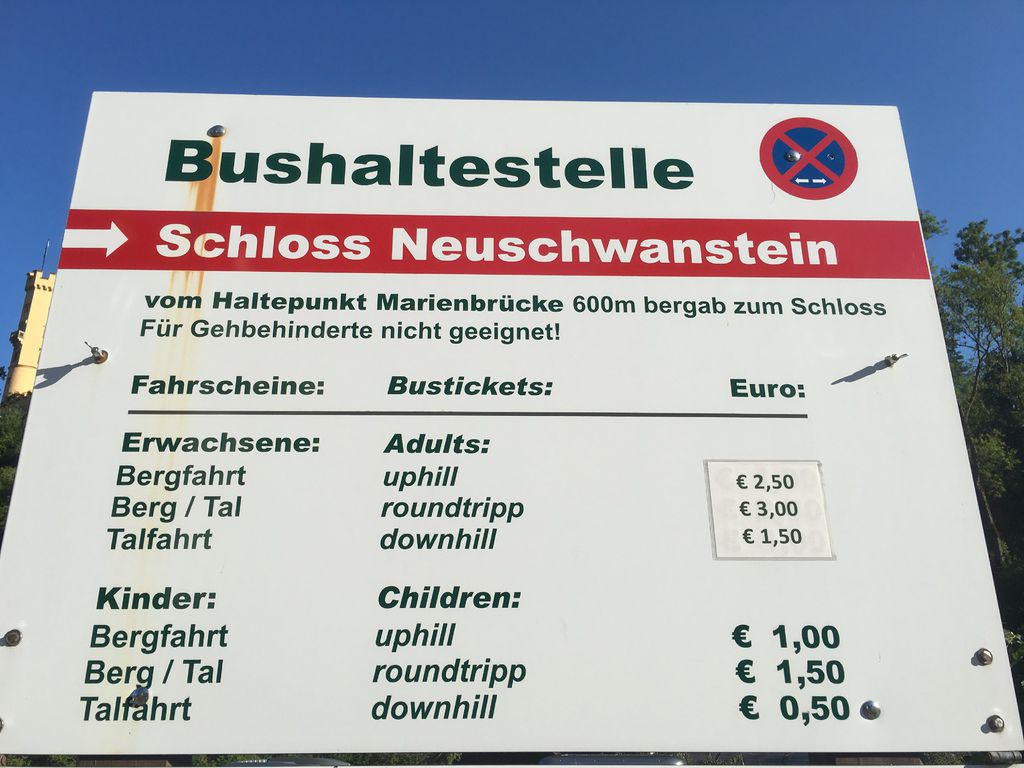 Bushaltestelle
Schloss Neuschwanstein
vom Haltepunkt Marienbrücke 600m bergab zum Schloss
Für Gehbehinderte nicht geeignet!
Fahrscheine: Bustickets: Euro:
Erwachsene: Adults:
Bergfahrt uphill € 2,50
Berg / Tal roundtripp € 3,00
Talfahrt downhill € 1,50
Kinder: Children:
Bergfahrt uphill € 1,00
Berg / Tal roundtripp € 1,50
Talfahrt downhill € 0,50